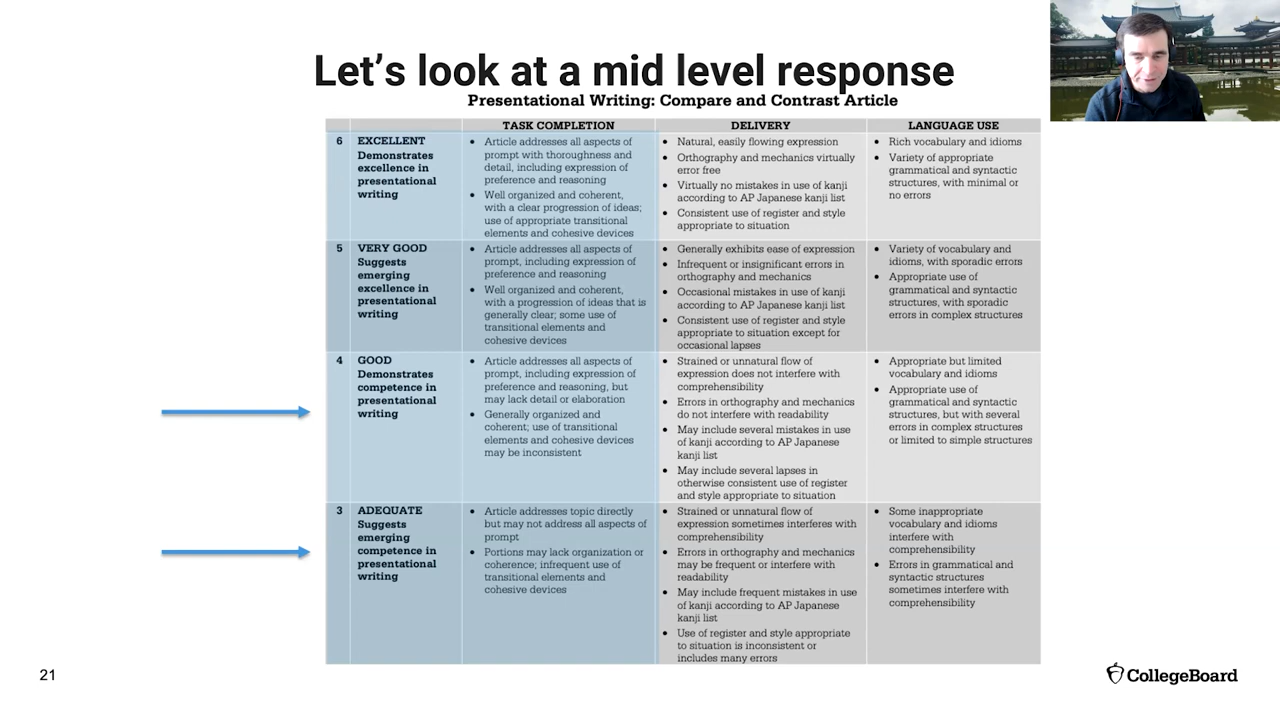 Let's look at a mid level response
Presentational Writing: Compare and Contrast Article
TASK COMPLETION
DELIVERY
LANGUAGE USE
6
EXCELLENT
Demonstrates
excellence in
presentational
writing
• Article addresses all aspects of
prompt with thoroughness and
detail, including expression of
preference and reasoning
• Well organized and coherent,
with a clear progression of ideas;
use of appropriate transitional
elements and cohesive devices
• Natural, easily flowing expression
• Orthography and mechanics virtually
error free
• Virtually no mistakes in use of kanji
according to AP Japanese kanji list
• Consistent use of register and style
appropriate to situation
• Rich vocabulary and idioms
• Variety of appropriate
grammatical and syntactic
structures, with minimal or
no errors
5
VERY GOOD
Suggests
emerging
excellence in
presentational
writing
• Article addresses all aspects of
prompt, including expression of
preference and reasoning
• Well organized and coherent,
with a progression of ideas that is
generally clear; some use of
transitional elements and
cohesive devices
• Generally exhibits ease of expression
• Infrequent or insignificant errors in
orthography and mechanics
• Occasional mistakes in use of kanji
according to AP Japanese kanji list
• Consistent use of register and style
appropriate to situation except for
occasional lapses
• Variety of vocabulary and
idioms, with sporadic errors
• Appropriate use of
grammatical and syntactic
structures, with sporadic
errors in complex structures
4
GOOD
Demonstrates
competence in
presentational
writing
• Article addresses all aspects of
prompt, including expression of
preference and reasoning, but
may lack detail or elaboration
• Generally organized and
coherent; use of transitional
elements and cohesive devices
may be inconsistent
• Strained or unnatural flow of
expression does not interfere with
comprehensibility
• Errors in orthography and mechanics
do not interfere with readability
• May include several mistakes in use
of kanji according to AP Japanese
kanji list
• May include several lapses in
otherwise consistent use of register
and style appropriate to situation
• Appropriate but limited
vocabulary and idioms
• Appropriate use of
grammatical and syntactic
structures, but with several
errors in complex structures
or limited to simple structures
3
ADEQUATE
Suggests
emerging
competence in
presentational
writing
• Article addresses topic directly
but may not address all aspects of
prompt
• Portions may lack organization or
coherence; infrequent use of
transitional elements and
cohesive devices
• Strained or unnatural flow of
expression sometimes interferes with
comprehensibility
• Errors in orthography and mechanics
may be frequent or interfere with
readability
• May include frequent mistakes in use
of kanji according to AP Japanese
kanji list
• Use of register and style appropriate
to situation is inconsistent or
includes many errors
• Some inappropriate
vocabulary and idioms
interfere with
comprehensibility
• Errors in grammatical and
syntactic structures
sometimes interfere with
comprehensibility
21
CollegeBoard